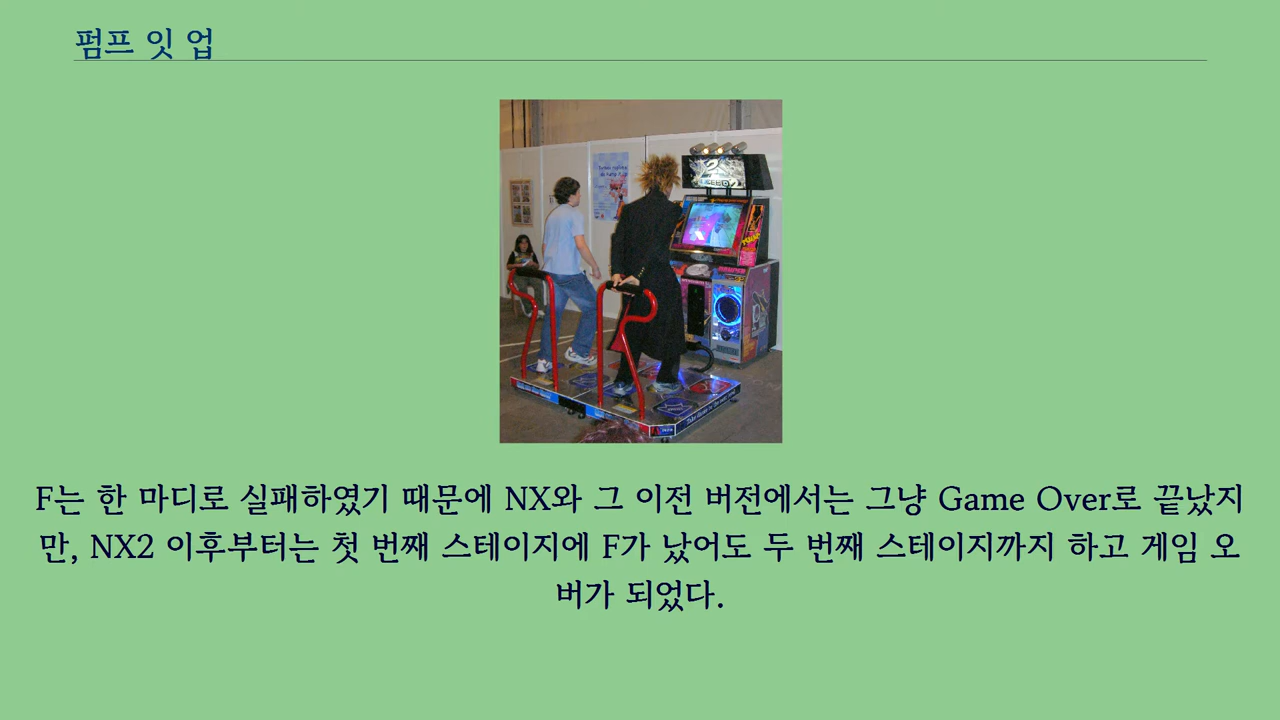 펌프 잇 업
F는 한 마디로 실패하였기 때문에 NX와 그 이전 버전에서는 그냥 Game Over로 끝났지
만, NX2 이후부터는 첫 번째 스테이지에 F가 났어도 두 번째 스테이지까지 하고 게임 오
버가 되었다.